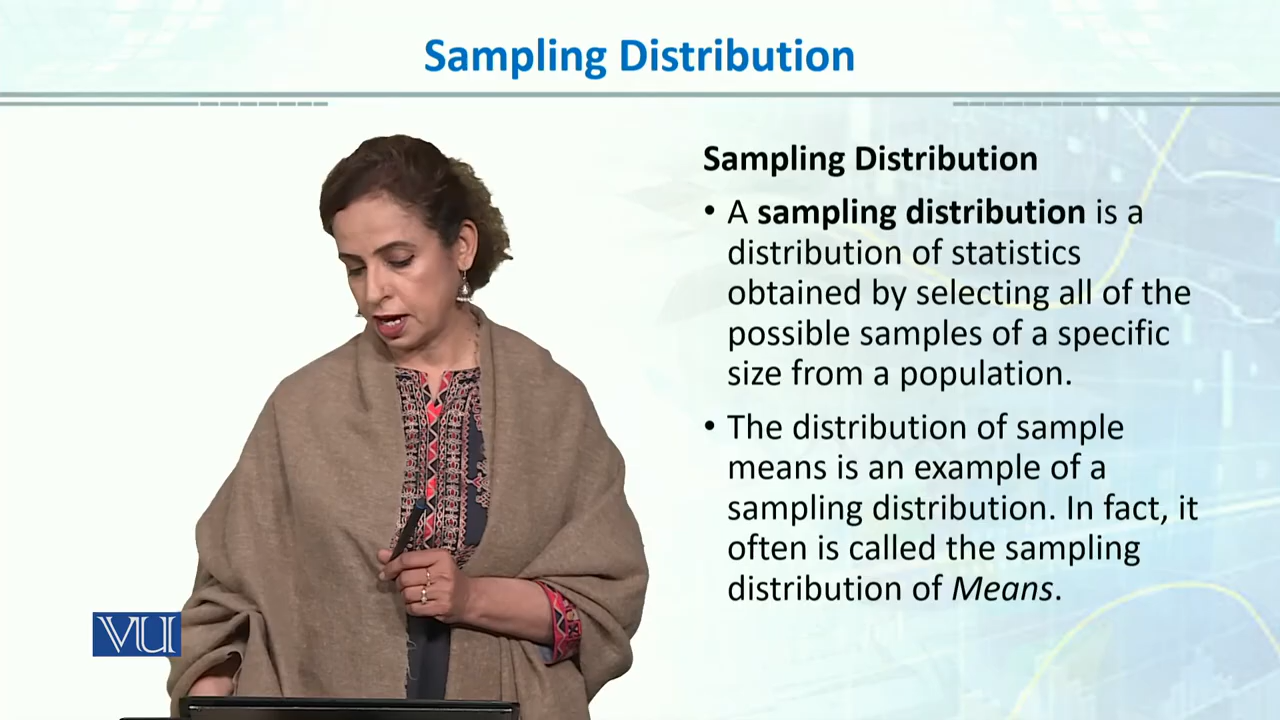 Sampling Distribution
Sampling Distribution
• A sampling distribution is a
distribution of statistics
obtained by selecting all of the
possible samples of a specific
size from a population.
• The distribution of sample
means is an example of a
sampling distribution. In fact, it
often is called the sampling
distribution of Means.
VU